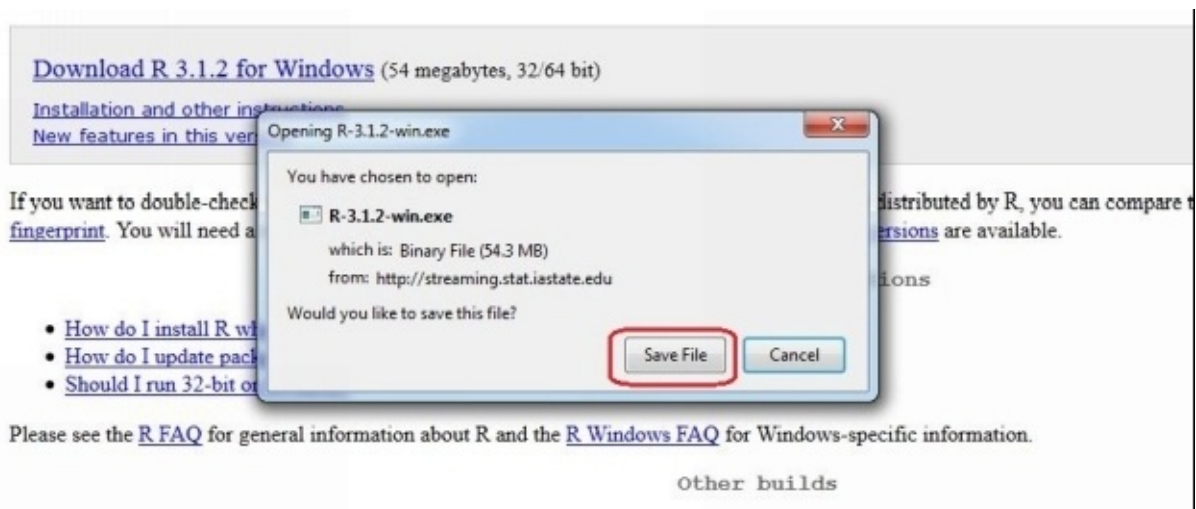 Download R 3.1.2 for Windows (54 megabytes, 32/64 bit)
Installation and other instructions
New features in this ver
Opening R-3.1.2-win.exe
You have chosen to open:
R-3.1.2-win.exe
which is: Binary File (54.3 MB)
from: http://streaming.stat.iastate.edu
Would you like to save this file?
Save File Cancel
If you want to double-check distributed by R, you can compare t
fingerprint. You will need a ersions are available.
ions
• How do I install R wh
• How do I update pack
• Should I run 32-bit or
Please see the R FAQ for general information about R and the R Windows FAQ for Windows-specific information.
Other builds